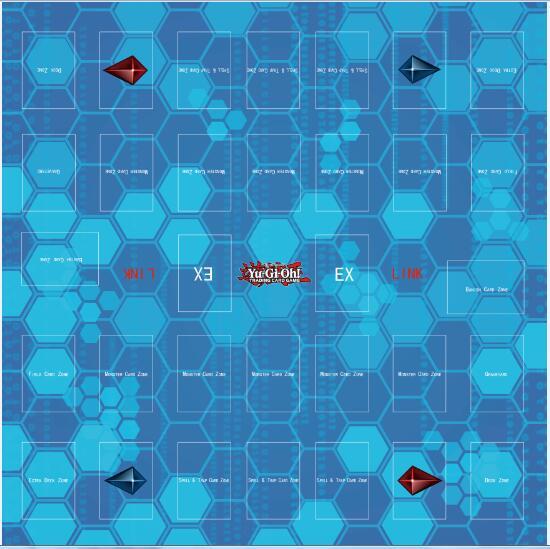 Deck Zone
Spell & Trap Card Zone
Spell & Trap Card Zone
Spell & Trap Card Zone
Extra Deck Zone
Graveyard
Monster Card Zone
Monster Card Zone
Monster Card Zone
Monster Card Zone
Monster Card Zone
Field Card Zone
Banish Card Zone
LINK
EX
Yu-Gi-Oh!
TRADING CARD GAME
EX
LINK
Banish Card Zone
Field Card Zone
Monster Card Zone
Monster Card Zone
Monster Card Zone
Monster Card Zone
Monster Card Zone
Graveyard
Extra Deck Zone
Spell & Trap Card Zone
Spell & Trap Card Zone
Spell & Trap Card Zone
Deck Zone